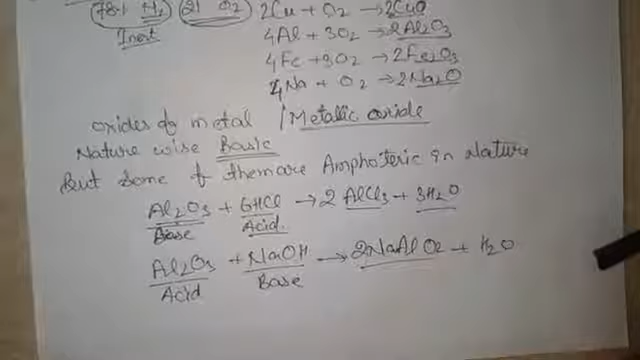 78% N₂ 21 O₂ 2Cu + O₂ → 2CuO
Inert
4Al + 3O₂ → 2Al₂O₃
4Fe + 3O₂ → 2Fe₂O₃
4Na + O₂ → 2Na₂O
oxides of metal / Metallic oxide
Nature wise Basic
But some of them are Amphoteric in Nature
Al₂O₃ + 6HCl → 2 AlCl₃ + 3H₂O
Base Acid
Al₂O₃ + NaOH → 2NaAlO₂ + H₂O
Acid Base